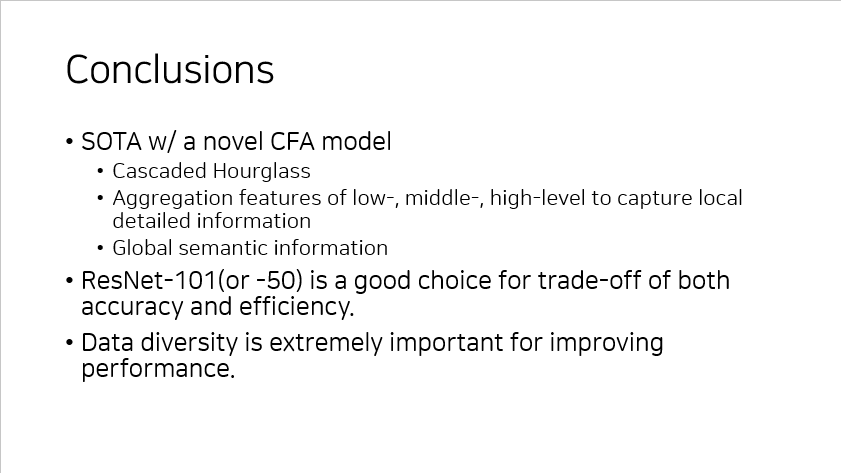 Conclusions
• SOTA w/ a novel CFA model
• Cascaded Hourglass
• Aggregation features of low-, middle-, high-level to capture local
detailed information
• Global semantic information
• ResNet-101(or -50) is a good choice for trade-off of both
accuracy and efficiency.
• Data diversity is extremely important for improving
performance.